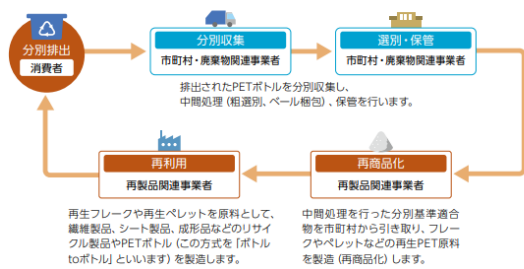 分別排出
消費者
分別収集
市町村・廃棄物関連事業者
選別・保管
市町村・廃棄物関連事業者
排出されたPETボトルを分別収集し、
中間処理（粗選別、ベール梱包）、保管を行います。
再利用
再製品関連事業者
再商品化
再製品関連事業者
再生フレークや再生ペレットを原料として、
繊維製品、シート製品、成形品などのリサイ
クル製品やPETボトル（この方式を「ボトル
toボトル」といいます）を製造します。
中間処理を行った分別基準適合
物を市町村から引き取り、フレー
クやペレットなどの再生PET原料
を製造（再商品化）します。